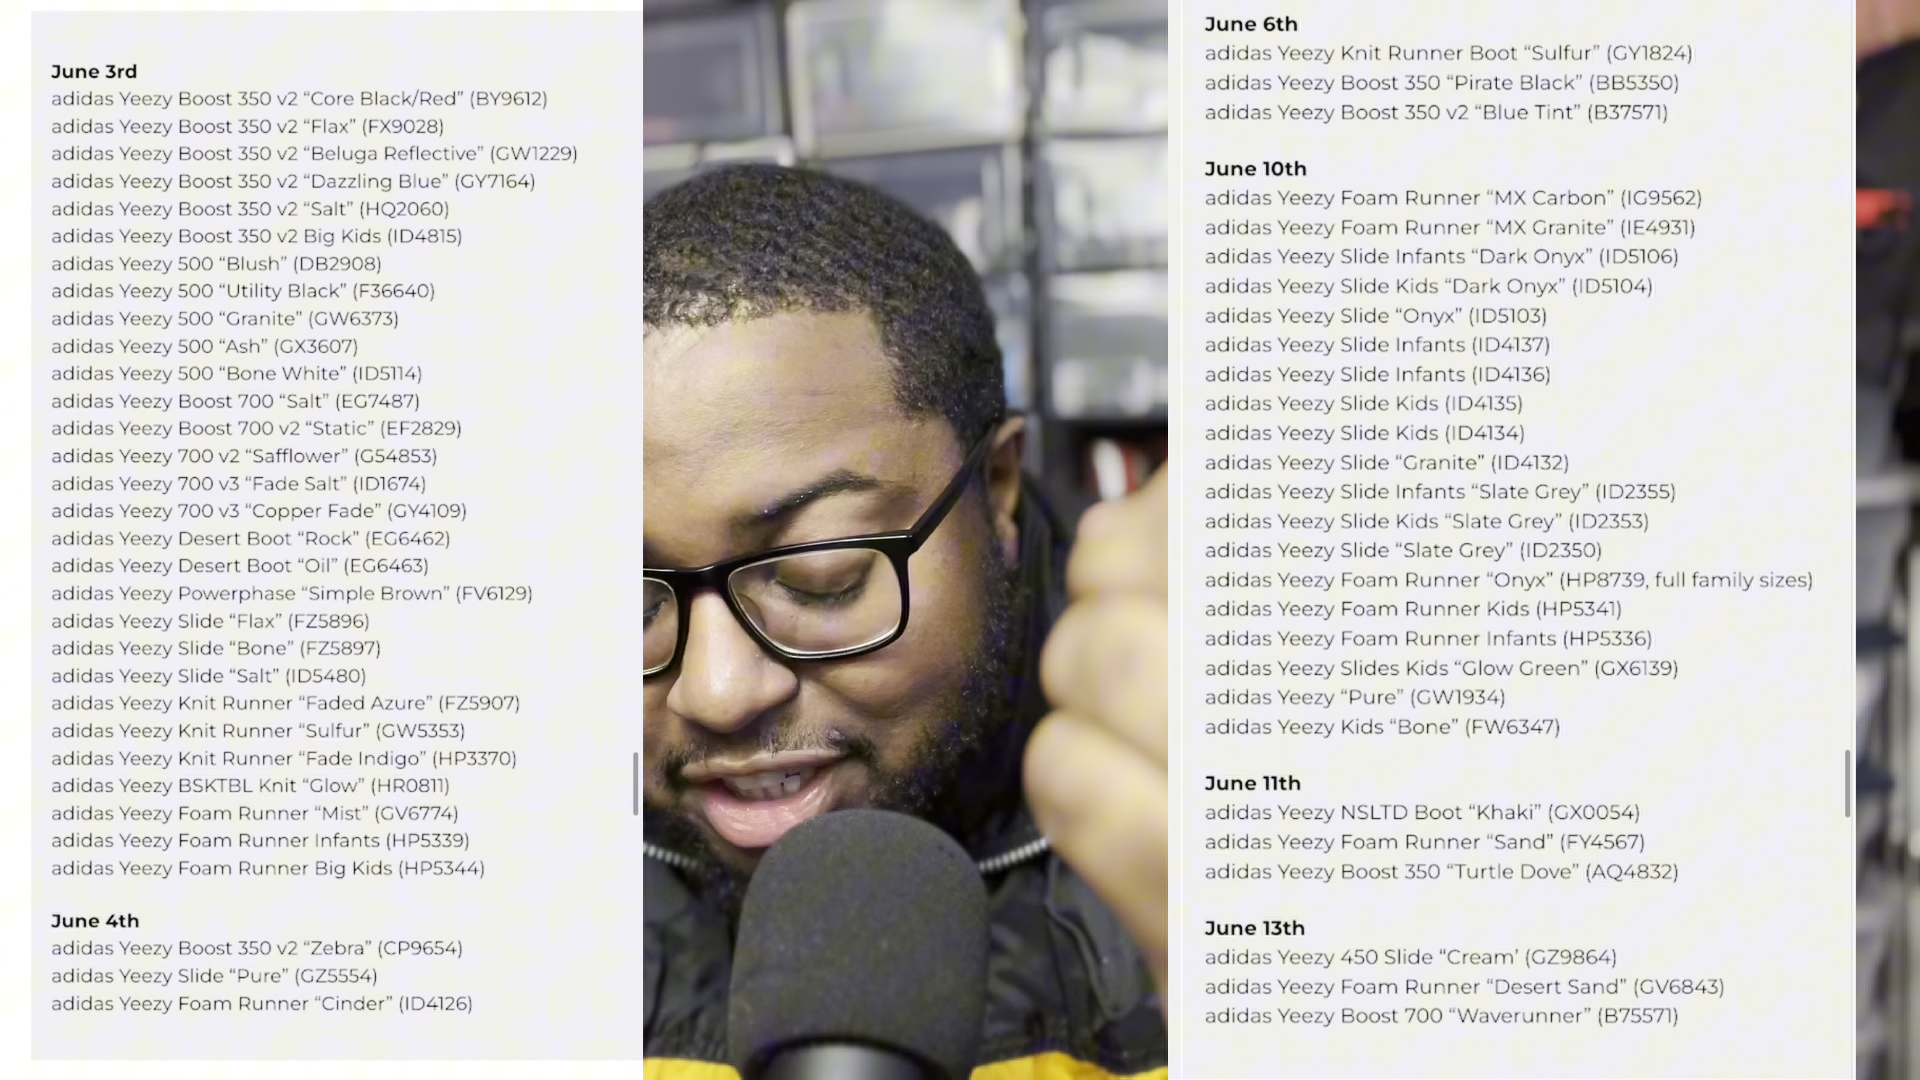 June 3rd
adidas Yeezy Boost 350 v2 “Core Black/Red” (BY9612)
adidas Yeezy Boost 350 v2 “Flax” (FX9028)
adidas Yeezy Boost 350 v2 “Beluga Reflective” (GW1229)
adidas Yeezy Boost 350 v2 “Dazzling Blue” (GY7164)
adidas Yeezy Boost 350 v2 “Salt” (HQ2060)
adidas Yeezy Boost 350 v2 Big Kids (ID4815)
adidas Yeezy 500 “Blush” (DB2908)
adidas Yeezy 500 “Utility Black” (F36640)
adidas Yeezy 500 “Granite” (GW6373)
adidas Yeezy 500 “Ash” (GX3607)
adidas Yeezy 500 “Bone White” (ID5114)
adidas Yeezy Boost 700 “Salt” (EG7487)
adidas Yeezy Boost 700 v2 “Static” (EF2829)
adidas Yeezy 700 v2 “Safflower” (G54853)
adidas Yeezy 700 v3 “Fade Salt” (ID1674)
adidas Yeezy 700 v3 “Copper Fade” (GY4109)
adidas Yeezy Desert Boot “Rock” (EG6462)
adidas Yeezy Desert Boot “Oil” (EG6463)
adidas Yeezy Powerphase “Simple Brown” (FV6129)
adidas Yeezy Slide “Flax” (FZ5896)
adidas Yeezy Slide “Bone” (FZ5897)
adidas Yeezy Slide “Salt” (ID5480)
adidas Yeezy Knit Runner “Faded Azure” (FZ5907)
adidas Yeezy Knit Runner “Sulfur” (GW5353)
adidas Yeezy Knit Runner “Fade Indigo” (HP3370)
adidas Yeezy BSKTBL Knit “Glow” (HR0811)
adidas Yeezy Foam Runner “Mist” (GV6774)
adidas Yeezy Foam Runner Infants (HP5339)
adidas Yeezy Foam Runner Big Kids (HP5344)
June 4th
adidas Yeezy Boost 350 v2 “Zebra” (CP9654)
adidas Yeezy Slide “Pure” (GZ5554)
adidas Yeezy Foam Runner “Cinder” (ID4126)
June 6th
adidas Yeezy Knit Runner Boot “Sulfur” (GY1824)
adidas Yeezy Boost 350 “Pirate Black” (BB5350)
adidas Yeezy Boost 350 v2 “Blue Tint” (B37571)
June 10th
adidas Yeezy Foam Runner “MX Carbon” (IG9562)
adidas Yeezy Foam Runner “MX Granite” (IE4931)
adidas Yeezy Slide Infants “Dark Onyx” (ID5106)
adidas Yeezy Slide Kids “Dark Onyx” (ID5104)
adidas Yeezy Slide “Onyx” (ID5103)
adidas Yeezy Slide Infants (ID4137)
adidas Yeezy Slide Infants (ID4136)
adidas Yeezy Slide Kids (ID4135)
adidas Yeezy Slide Kids (ID4134)
adidas Yeezy Slide “Granite” (ID4132)
adidas Yeezy Slide Infants “Slate Grey” (ID2355)
adidas Yeezy Slide Kids “Slate Grey” (ID2353)
adidas Yeezy Slide “Slate Grey” (ID2350)
adidas Yeezy Foam Runner “Onyx” (HP8739, full family sizes)
adidas Yeezy Foam Runner Kids (HP5341)
adidas Yeezy Foam Runner Infants (HP5336)
adidas Yeezy Slides Kids “Glow Green” (GX6139)
adidas Yeezy “Pure” (GW1934)
adidas Yeezy Kids “Bone” (FW6347)
June 11th
adidas Yeezy NSLTD Boot “Khaki” (GX0054)
adidas Yeezy Foam Runner “Sand” (FY4567)
adidas Yeezy Boost 350 “Turtle Dove” (AQ4832)
June 13th
adidas Yeezy 450 Slide “Cream’ (GZ9864)
adidas Yeezy Foam Runner “Desert Sand” (GV6843)
adidas Yeezy Boost 700 “Waverunner” (B75571)